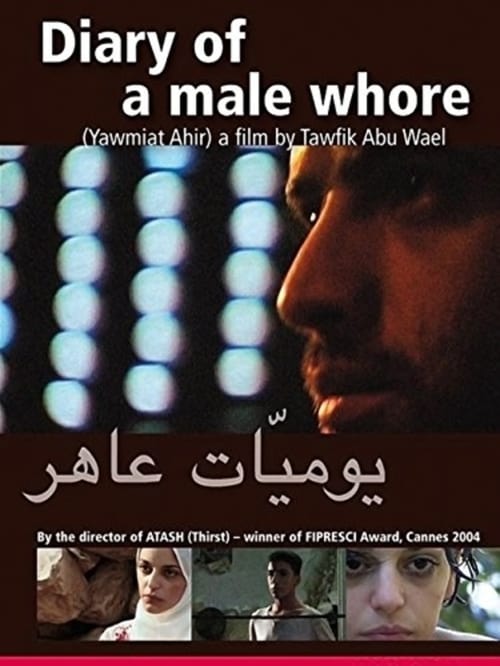 Diary of
a male whore
(Yawmiat Ahir) a film by Tawfik Abu Wael
يوميّات عاهر
By the director of ATASH (Thirst) – winner of FIPRESCI Award, Cannes 2004